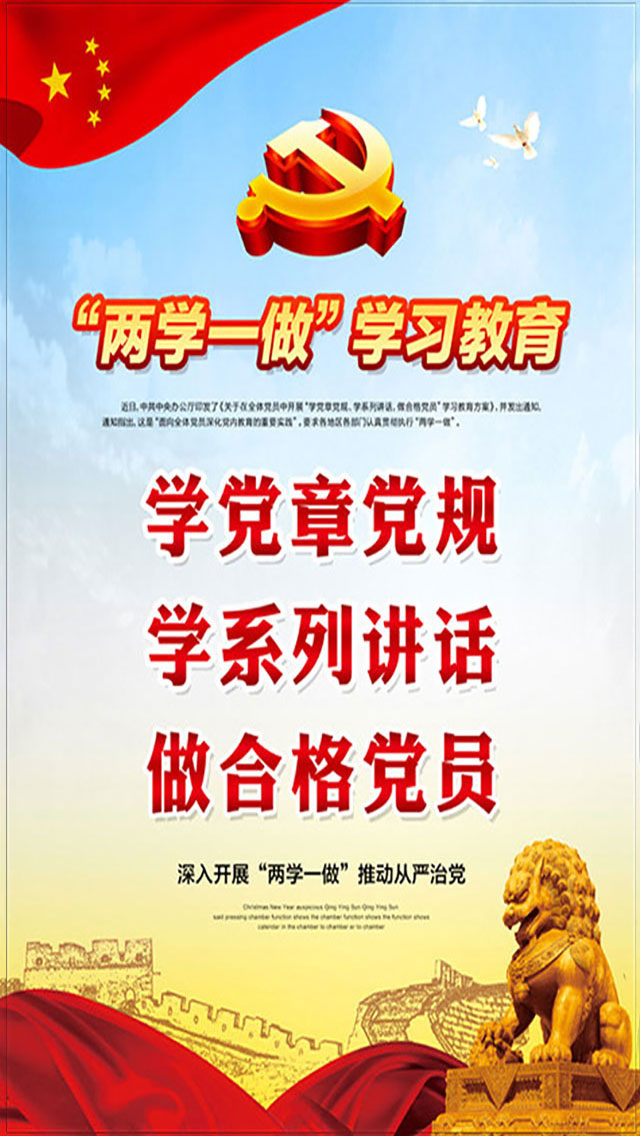 “两学一做”学习教育
近日,中共中央办公厅印发了《关于在全体党员中开展“学党章党规、学系列讲话,做合格党员”学习教育方案》,并发出通知,
通知指出,这是“面向全体党员深化党内教育的重要实践”,要求各地区各部门认真贯彻执行“两学一做”。
学党章党规
学系列讲话
做合格党员
深入开展“两学一做”推动从严治党
Christmas New Year auspicious Qing Ying Sun Qing Ying Sun
said pressing chamber function shows the chamber function shows the function shows
calendar in the chamber to chamber er to chamber